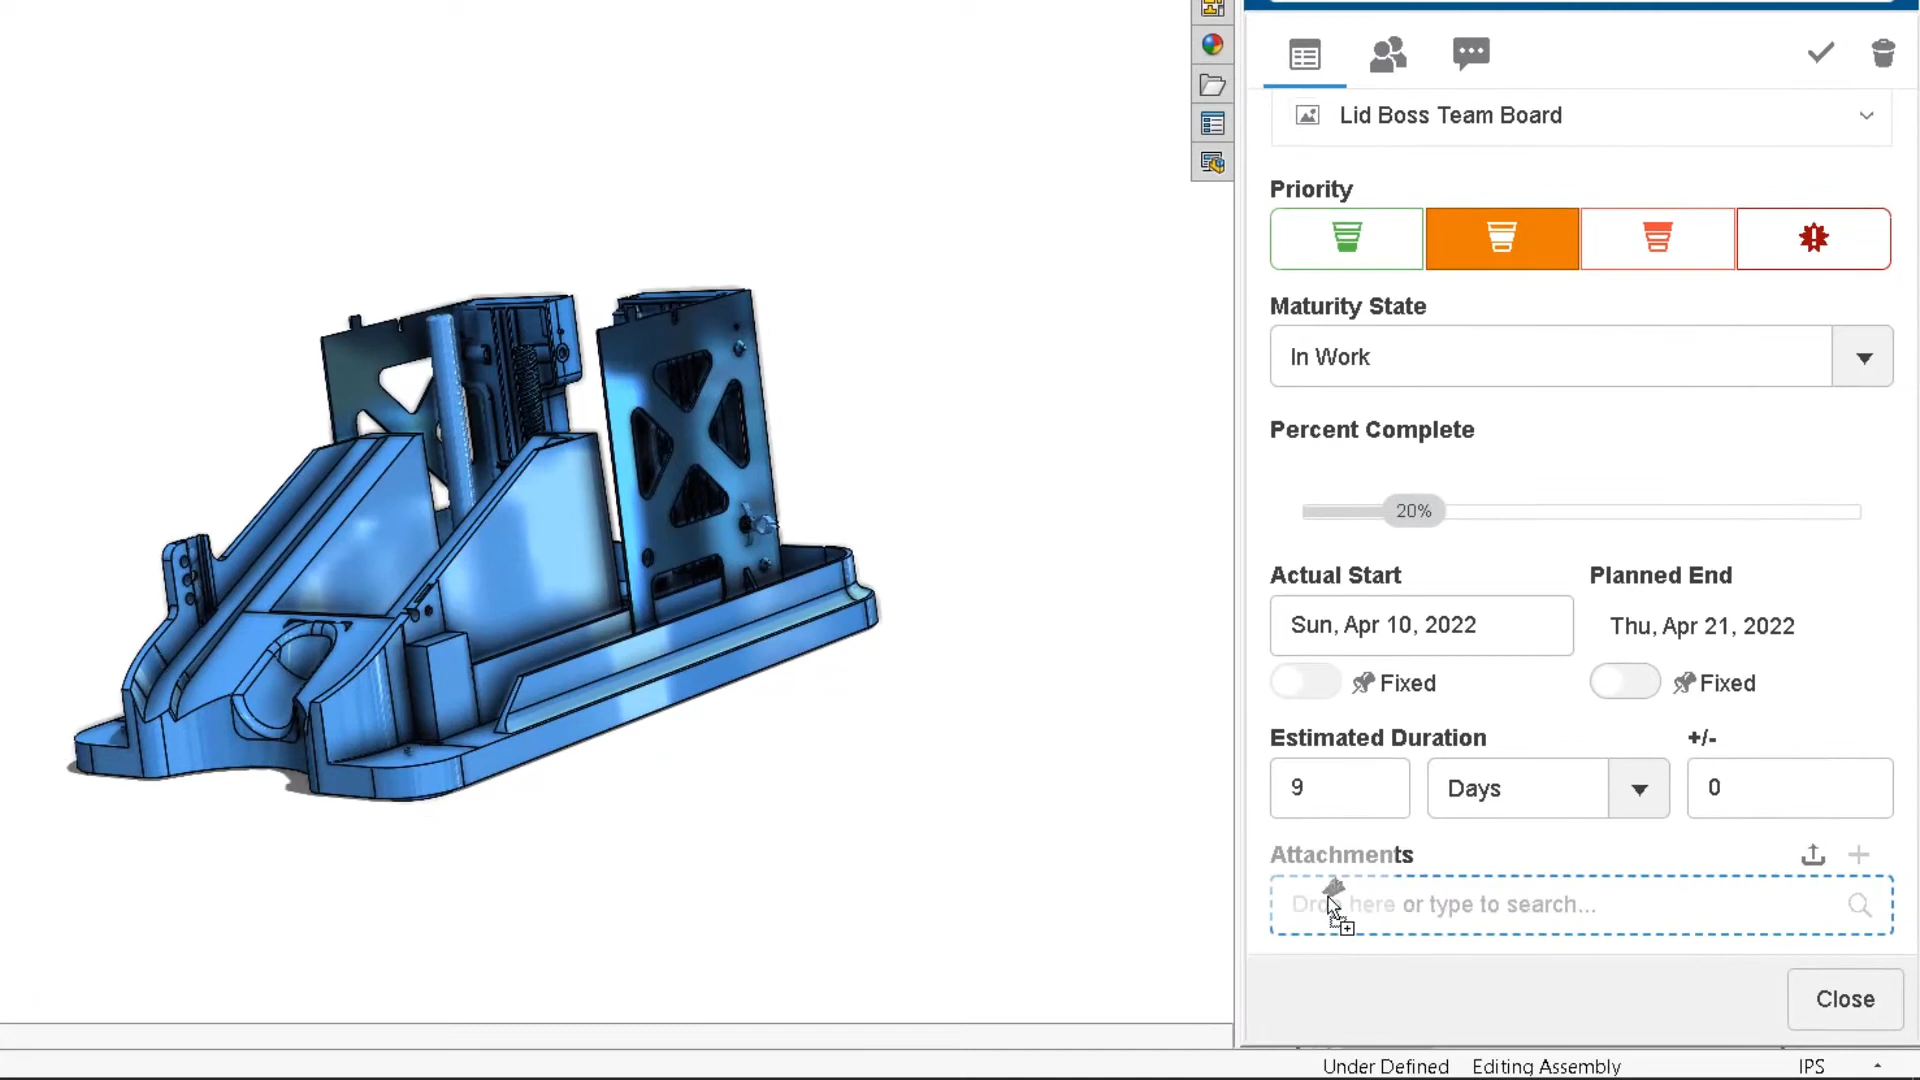 Lid Boss Team Board
Priority
Maturity State
In Work
Percent Complete
20%
Actual Start Planned End
Sun, Apr 10, 2022 Thu, Apr 21, 2022
Fixed Fixed
Estimated Duration +/-
9 Days 0
Attachments
Drop here or type to search...
Close
Under Defined Editing Assembly IPS